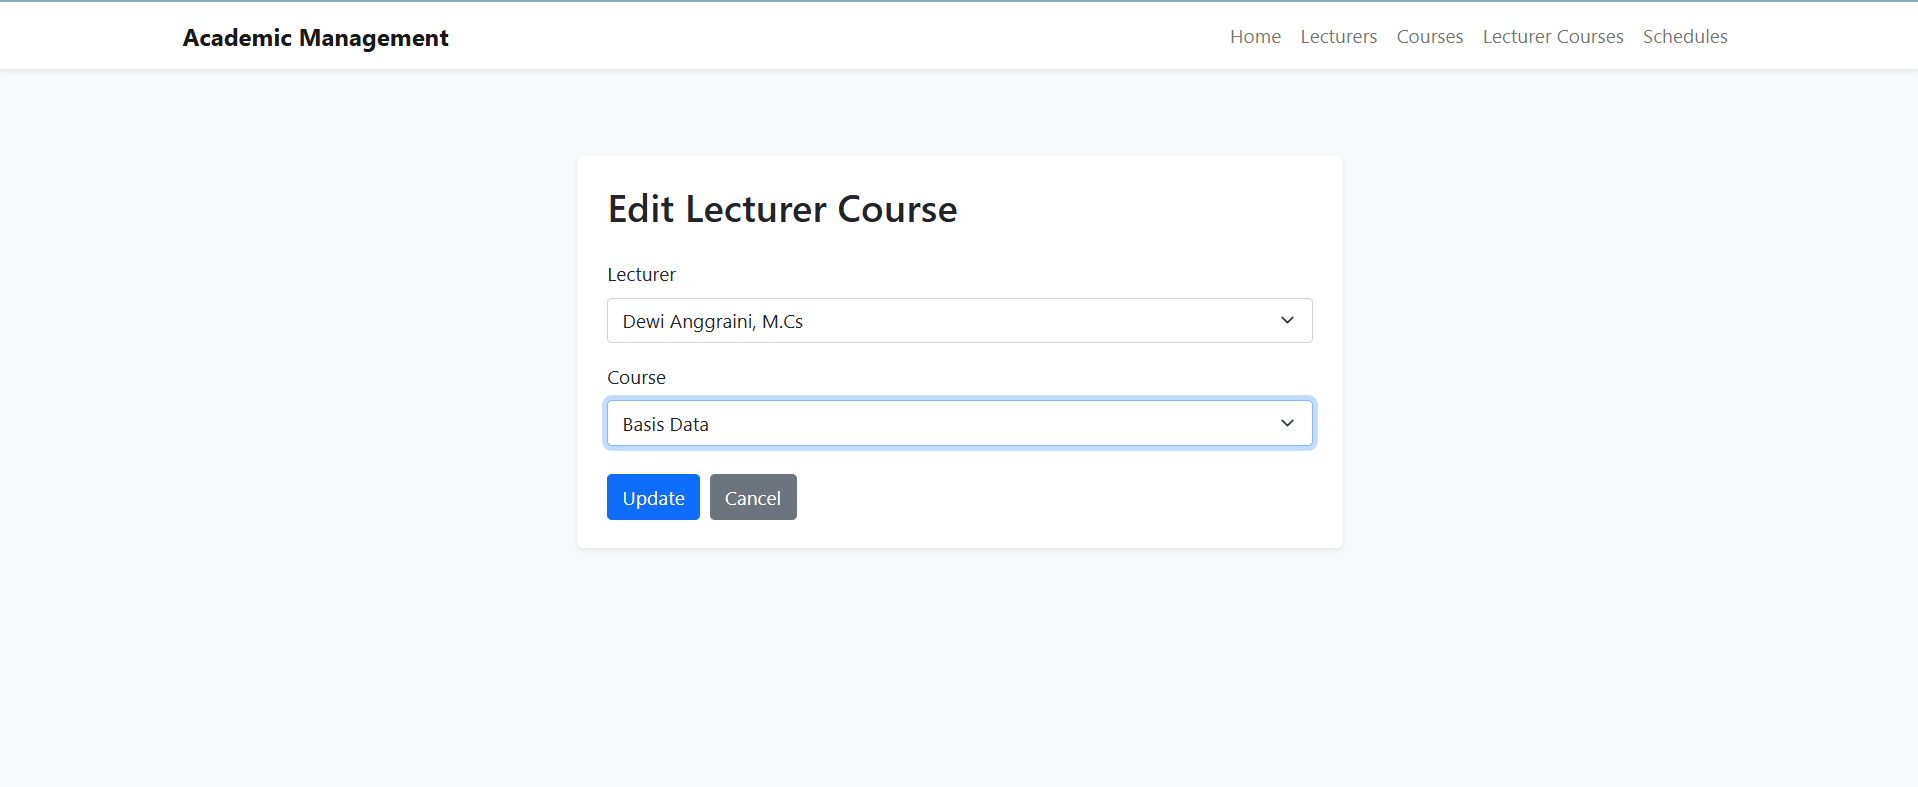 Academic Management
Home Lecturers Courses Lecturer Courses Schedules
Edit Lecturer Course
Lecturer
Dewi Anggraini, M.Cs
Course
Basis Data
Update Cancel